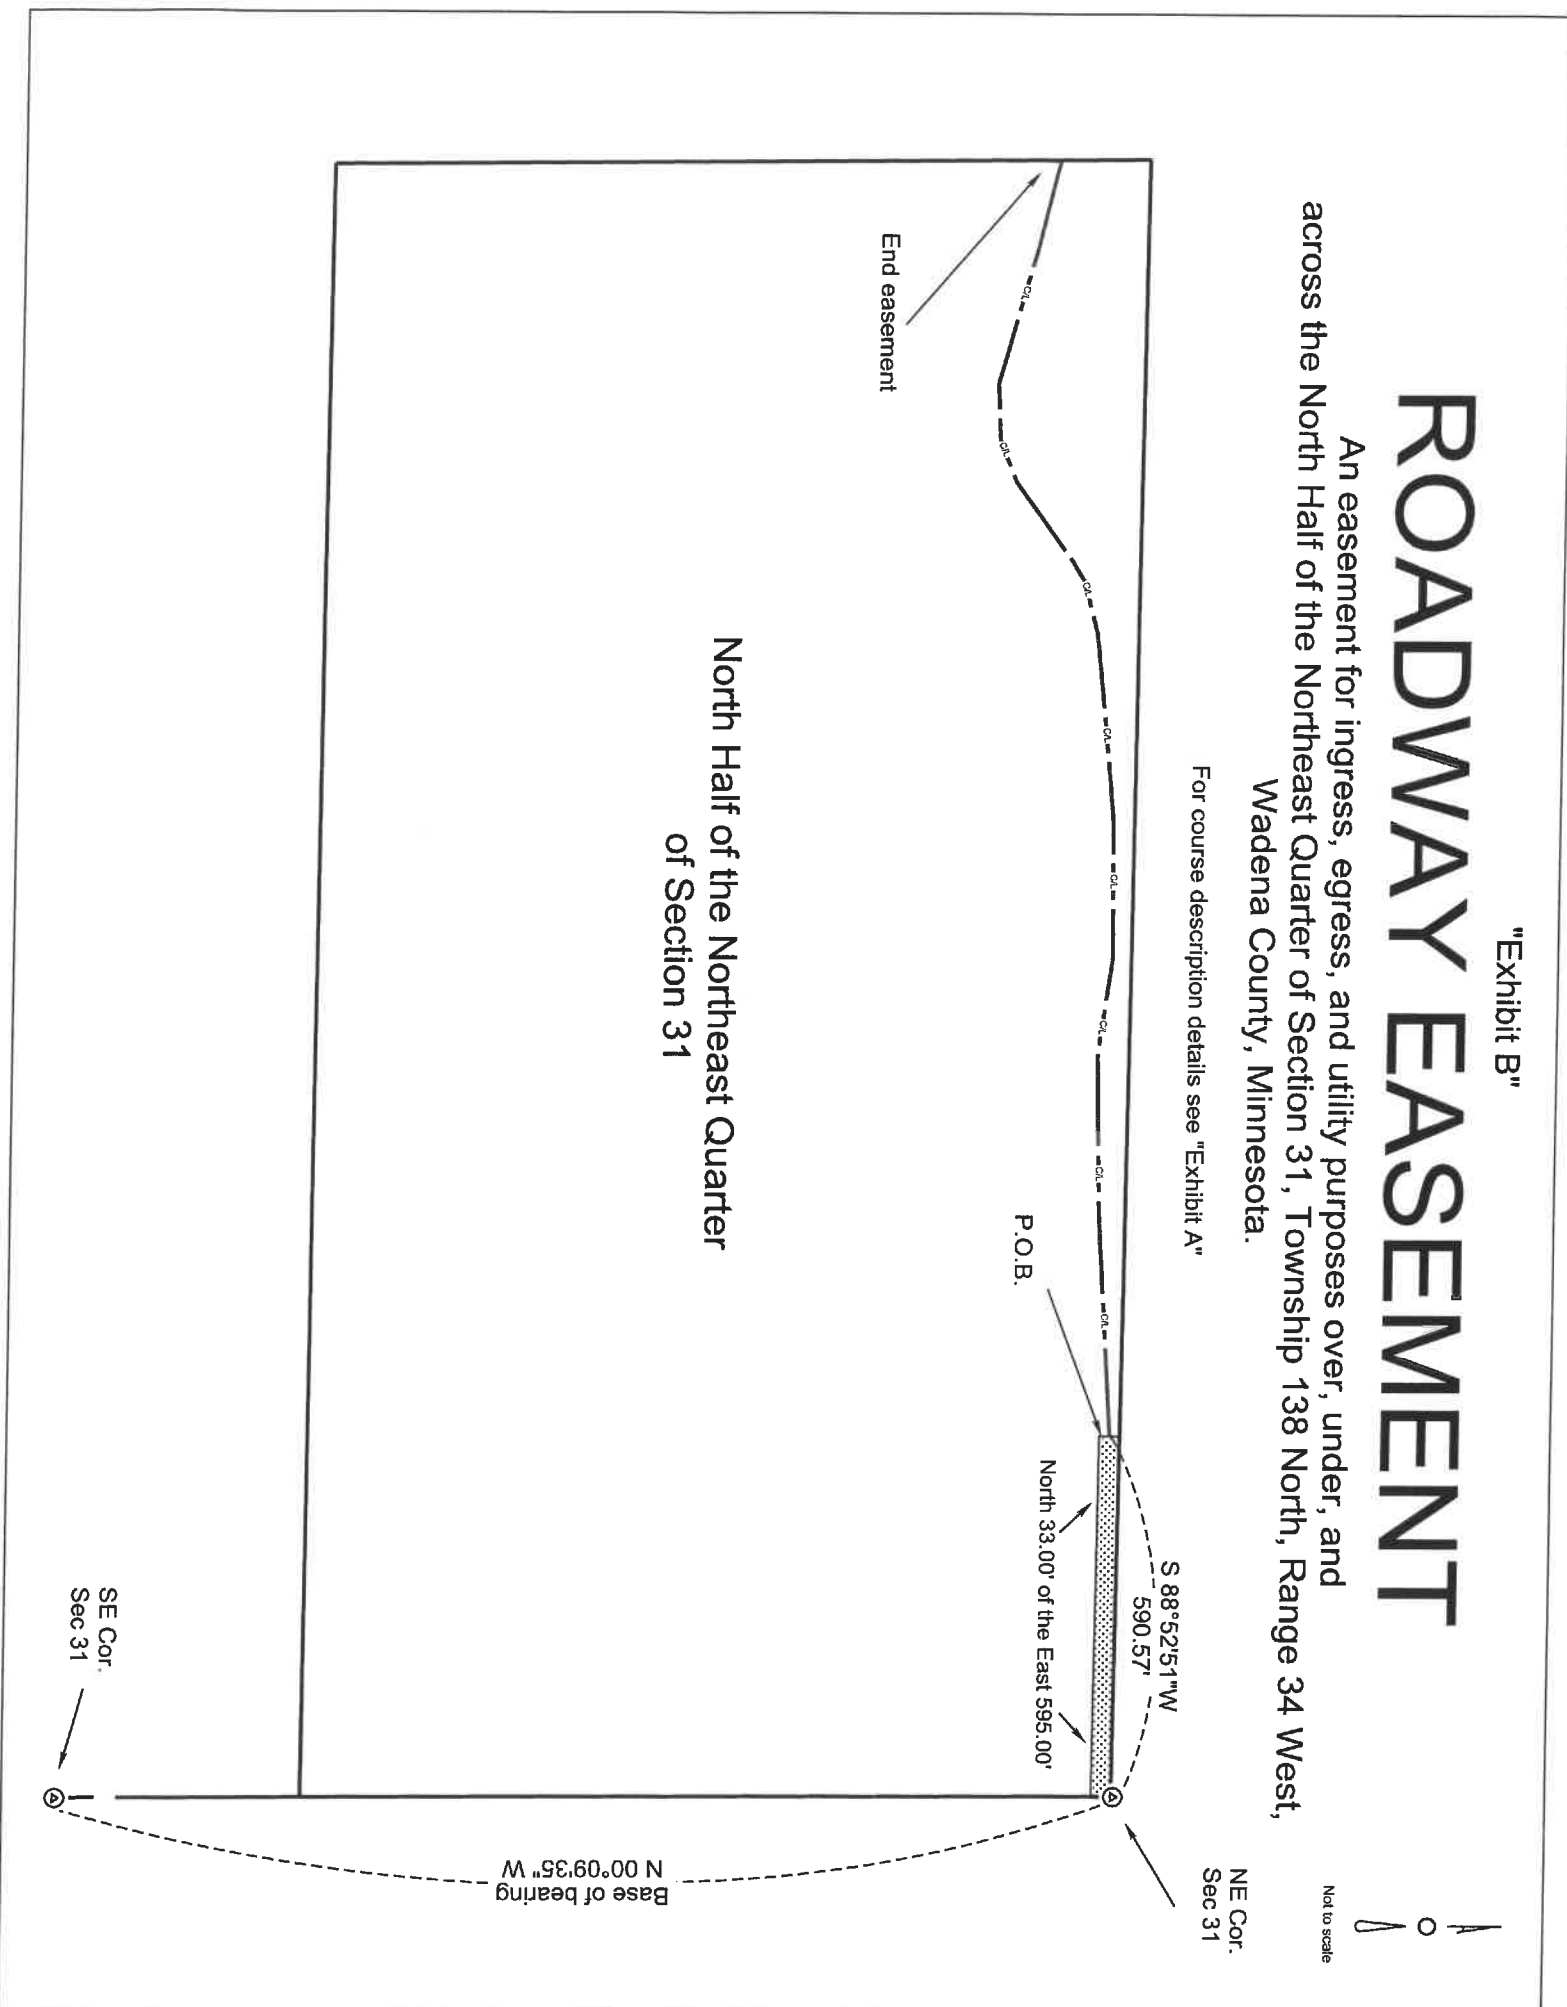 "Exhibit B"
ROADWAY EASEMENT
An easement for ingress, egress, and utility purposes over, under, and
across the North Half of the Northeast Quarter of Section 31, Township 138 North, Range 34 West,
Wadena County, Minnesota.
For course description details see "Exhibit A"
Not to scale
NE Cor.
Sec 31
S 88°52'51"W
590.57'
North 33.00' of the East 595.00'
P.O.B.
C/L
C/L
C/L
C/L
C/L
C/L
C/L
C/L
End easement
North Half of the Northeast Quarter
of Section 31
Base of bearing
N 00°09'35" W
SE Cor.
Sec 31